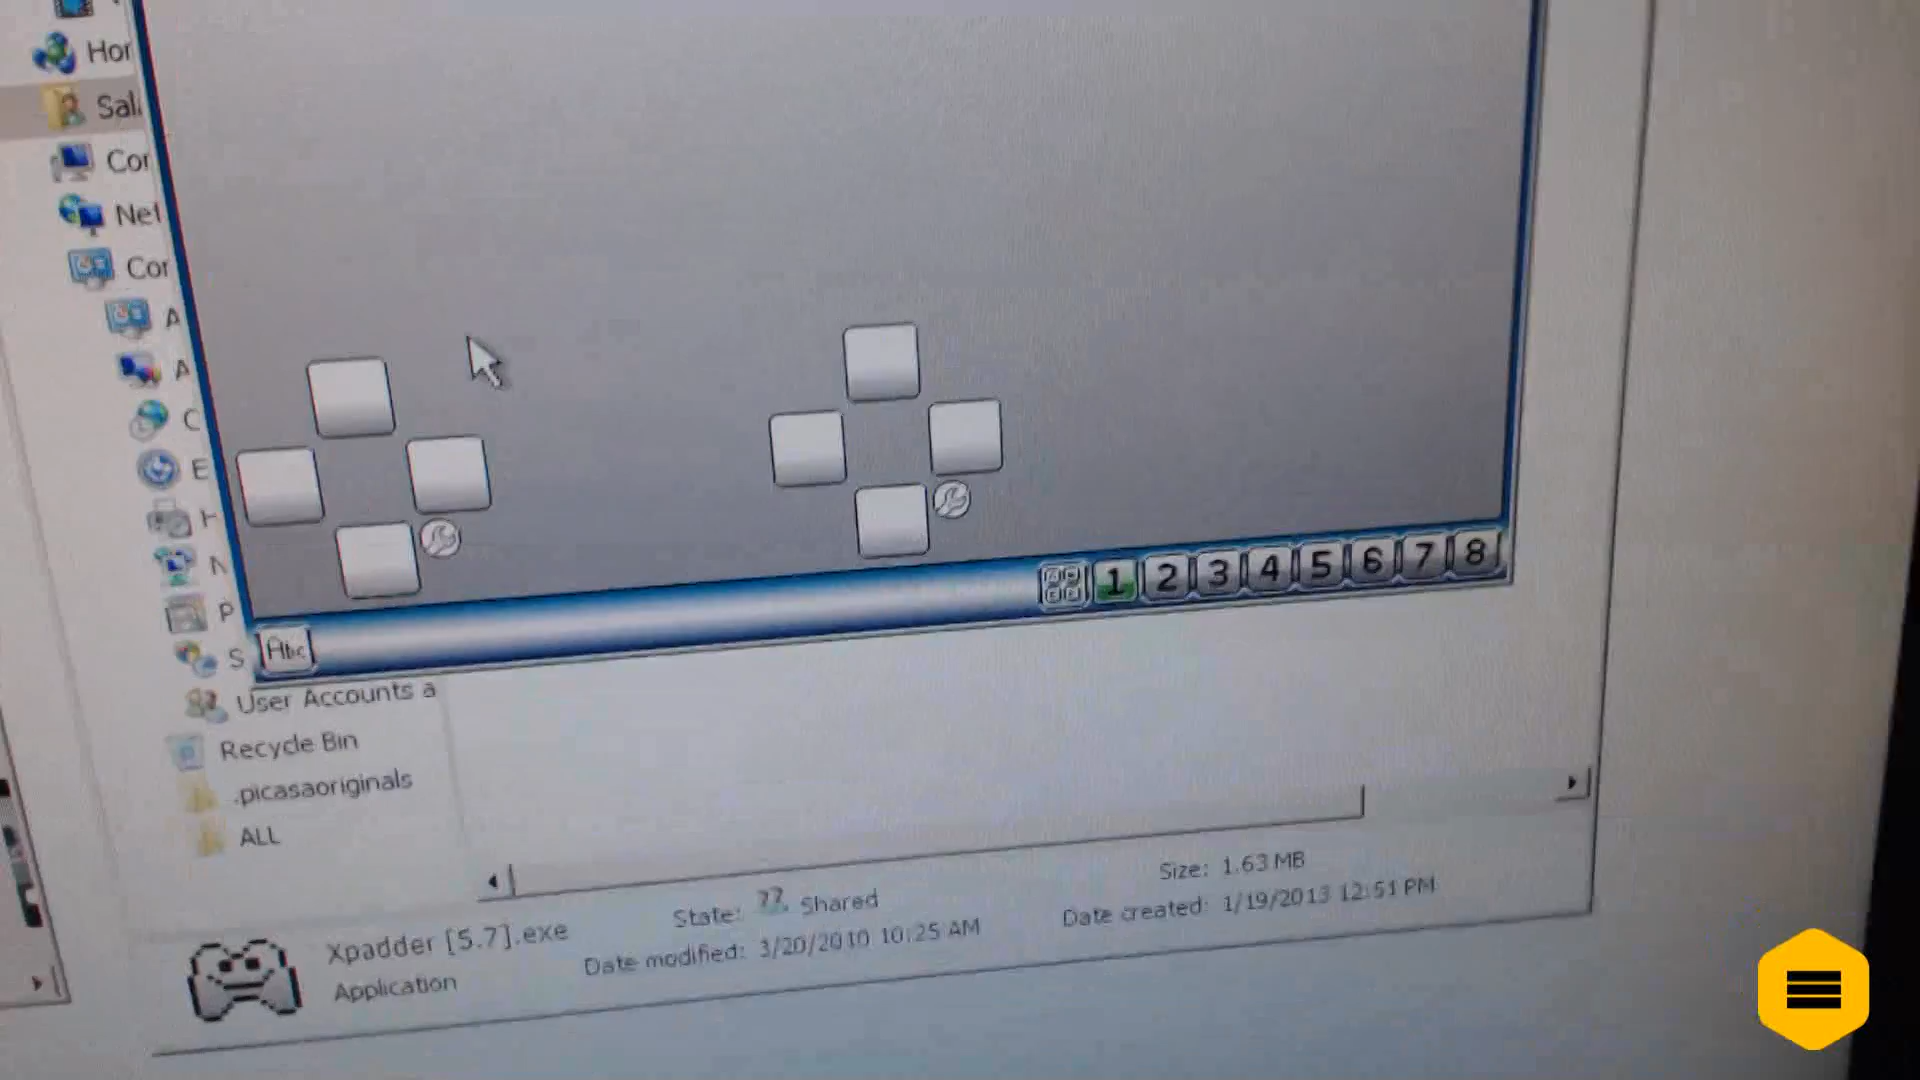 Hor
Sal
Cor
Net
Cor
A
A
C
E
H
N
P
S
Abc
1 2 3 4 5 6 7 8
User Accounts a
Recycle Bin
.picasaoriginals
ALL
Xpadder [5.7].exe
Application
State: Shared
Date modified: 3/20/2010 10:25 AM
Size: 1.63 MB
Date created: 1/19/2013 12:51 PM